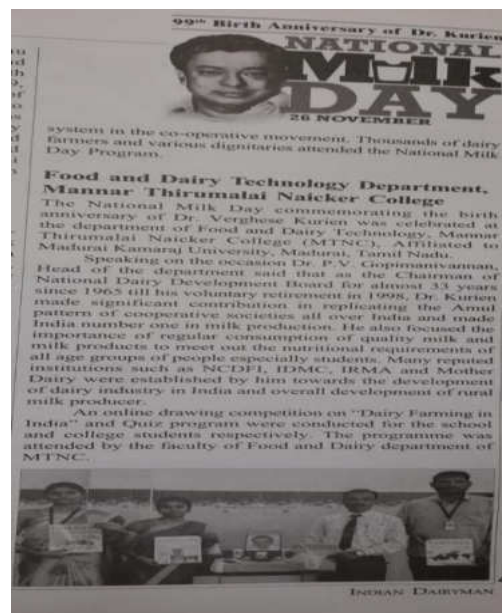 99th Birth Anniversary of Dr. Kurien
NATIONAL
Milk
DAY
26 NOVEMBER
system in the co-operative movement. Thousands of dairy
farmers and various dignitaries attended the National Milk
Day Program.
Food and Dairy Technology Department,
Mannar Thirumalai Naicker College
The National Milk Day commemorating the birth
anniversary of Dr. Verghese Kurien was celebrated at
the department of Food and Dairy Technology, Mannar
Thirumalai Naicker College (MTNC), Affiliated to
Madurai Kamaraj University, Madurai, Tamil Nadu.
Speaking on the occasion Dr. P.V. Gopimanivannan,
Head of the department said that as the Chairman of
National Dairy Development Board for almost 33 years
since 1965 till his voluntary retirement in 1998, Dr. Kurien
made significant contribution in replicating the Amul
pattern of cooperative societies all over India and made
India number one in milk production. He also focused the
importance of regular consumption of quality milk and
milk products to meet out the nutritional requirements of
all age groups of people especially students. Many reputed
institutions such as NCDFI, IDMC, IRMA and Mother
Dairy were established by him towards the development
of dairy industry in India and overall development of rural
milk producer.
An online drawing competition on "Dairy Farming in
India" and Quiz program were conducted for the school
and college students respectively. The programme was
attended by the faculty of Food and Dairy department of
MTNC.
INDIAN DAIRYMAN